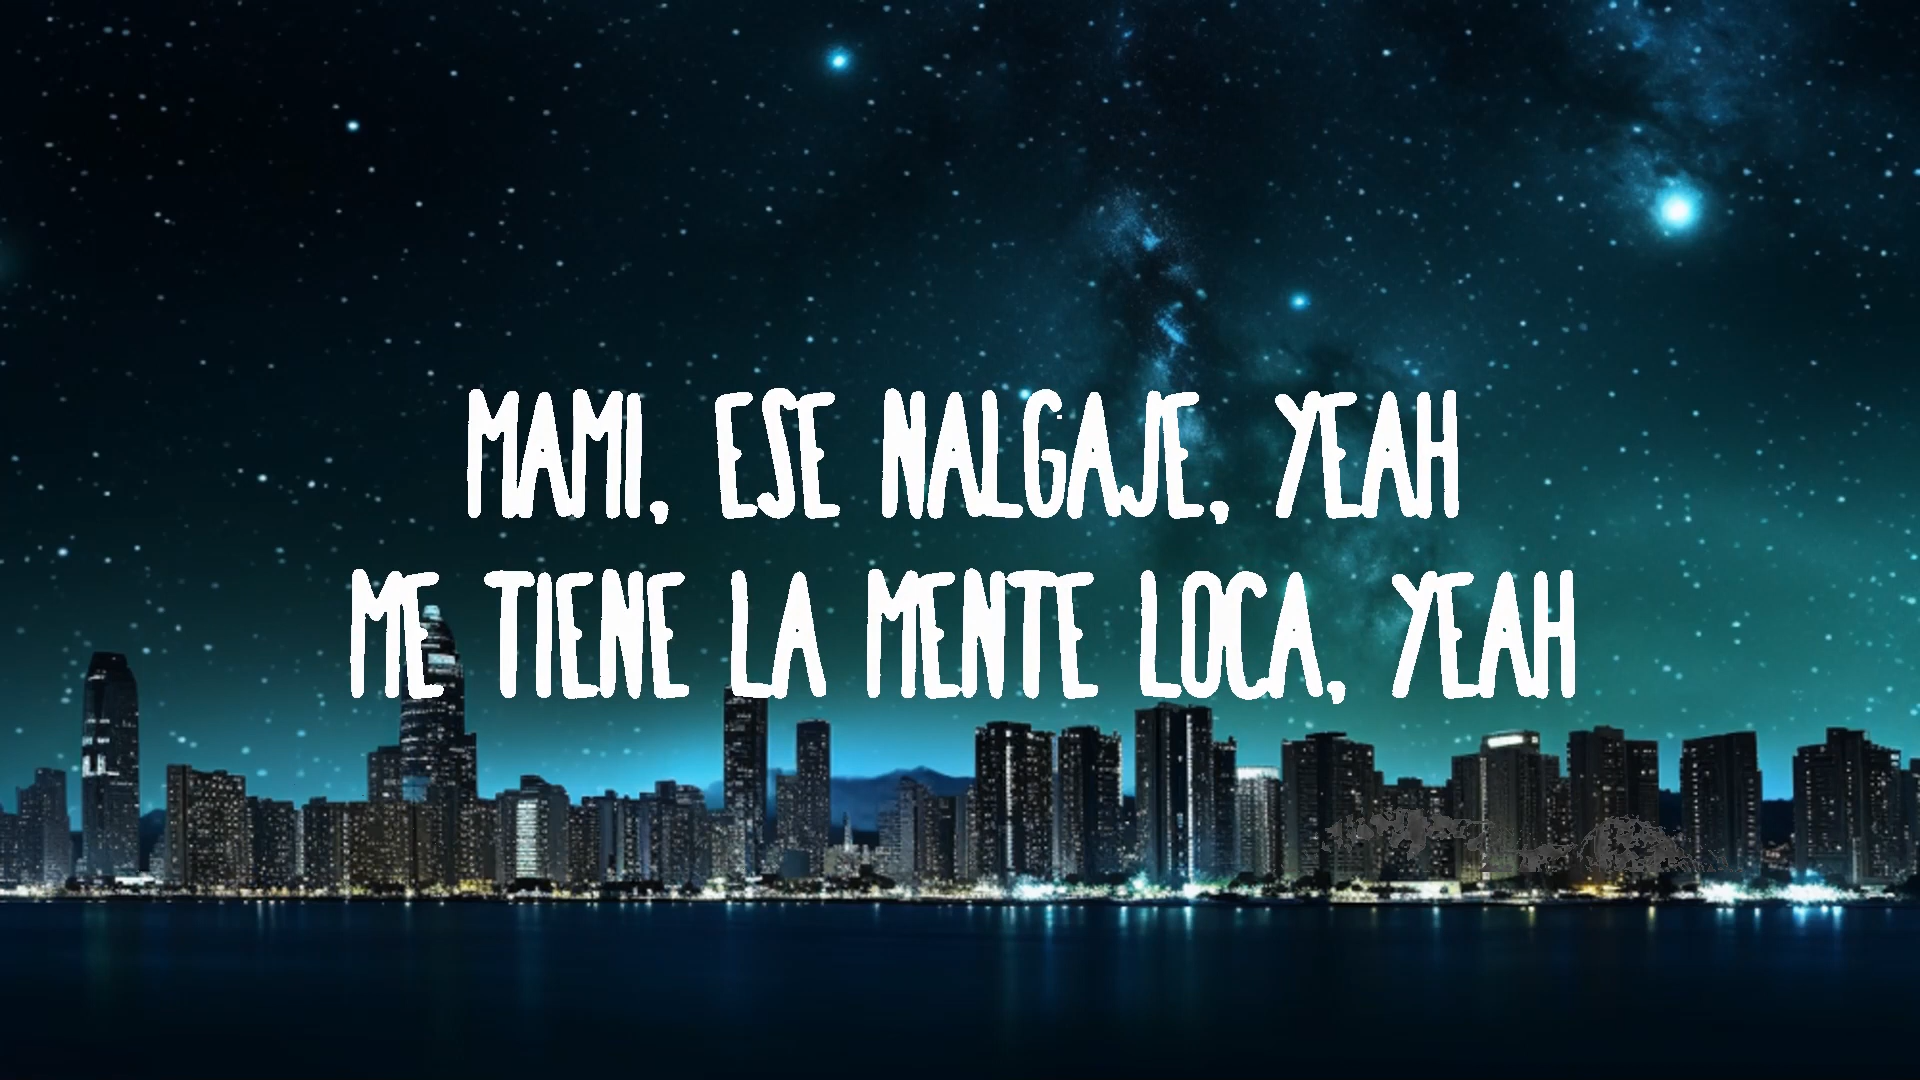 MAMI, ESE NALGAJE, YEAH
ME TIENE LA MENTE LOCA, YEAH